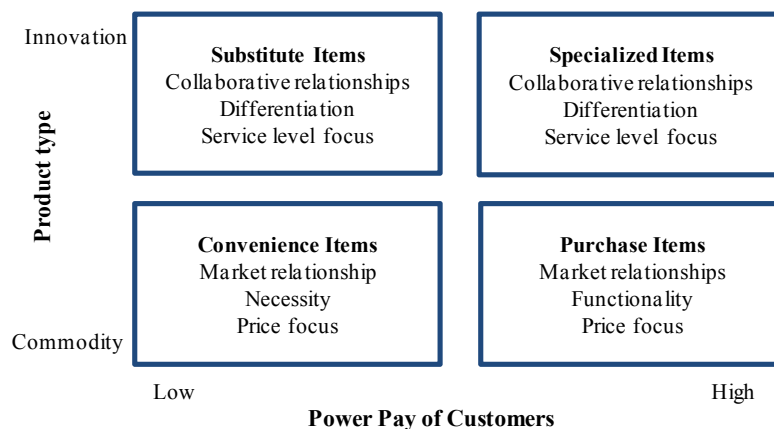 Innovation
Substitute Items
Collaborative relationships
Differentiation
Service level focus
Specialized Items
Collaborative relationships
Differentiation
Service level focus
Product type
Convenience Items
Market relationship
Necessity
Price focus
Purchase Items
Market relationships
Functionality
Price focus
Commodity
Low
High
Power Pay of Customers